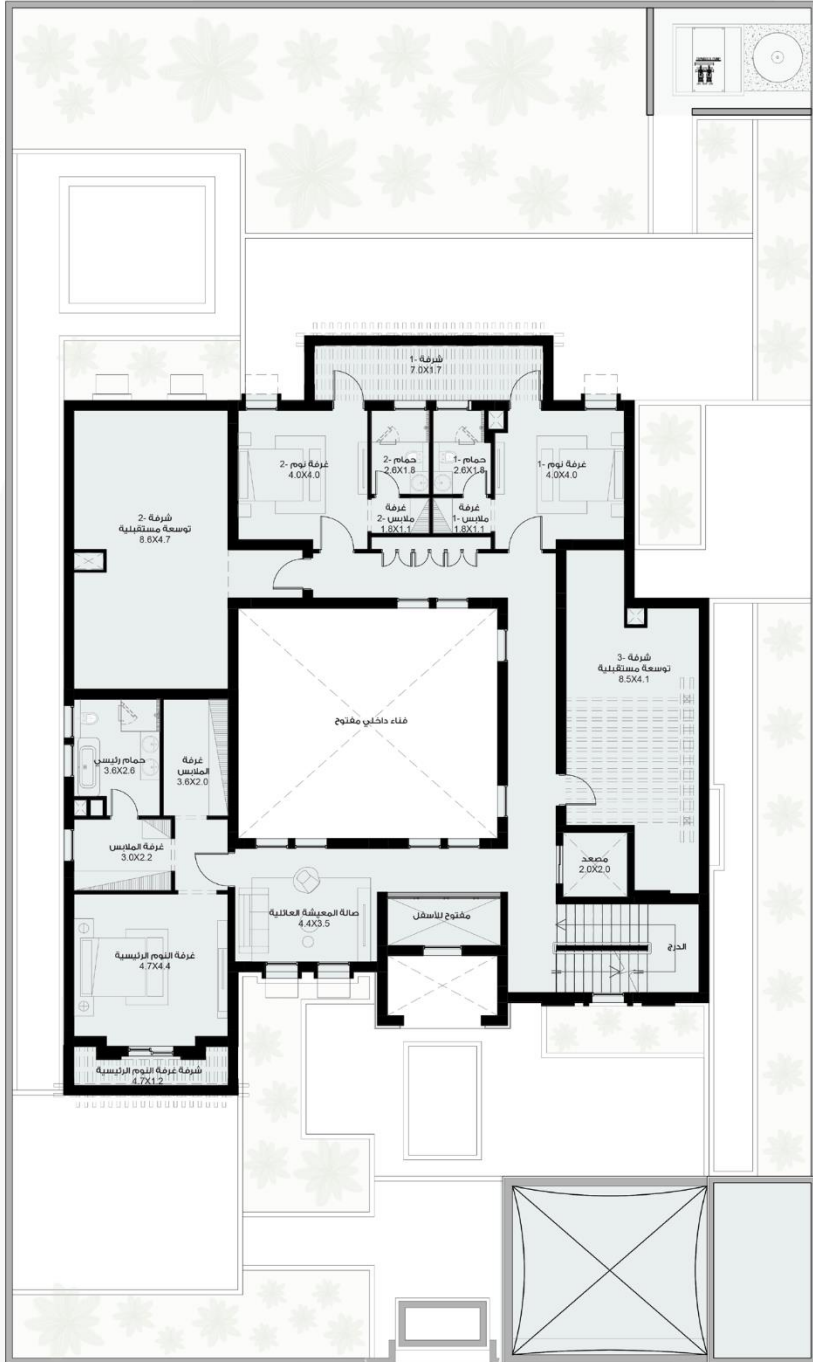 شرفة -1
7.0X1.7
غرفة نوم -2
4.0X4.0
حمام -2
2.6X1.8
حمام -1
2.6X1.8
غرفة نوم -1
4.0X4.0
غرفة
ملابس -2
1.8X1.1
غرفة
ملابس -1
1.8X1.1
شرفة -2
توسعة مستقبلية
8.6X4.7
شرفة -3
توسعة مستقبلية
8.5X4.1
فناء داخلي مفتوح
حمام رئيسي
3.6X2.6
غرفة
الملابس
3.6X2.0
غرفة الملابس
3.0X2.2
مصعد
2.0X2.0
صالة المعيشة العائلية
4.4X3.5
مفتوح للأسفل
الدرج
غرفة النوم الرئيسية
4.7X4.4
شرفة غرفة النوم الرئيسية
4.7X1.2